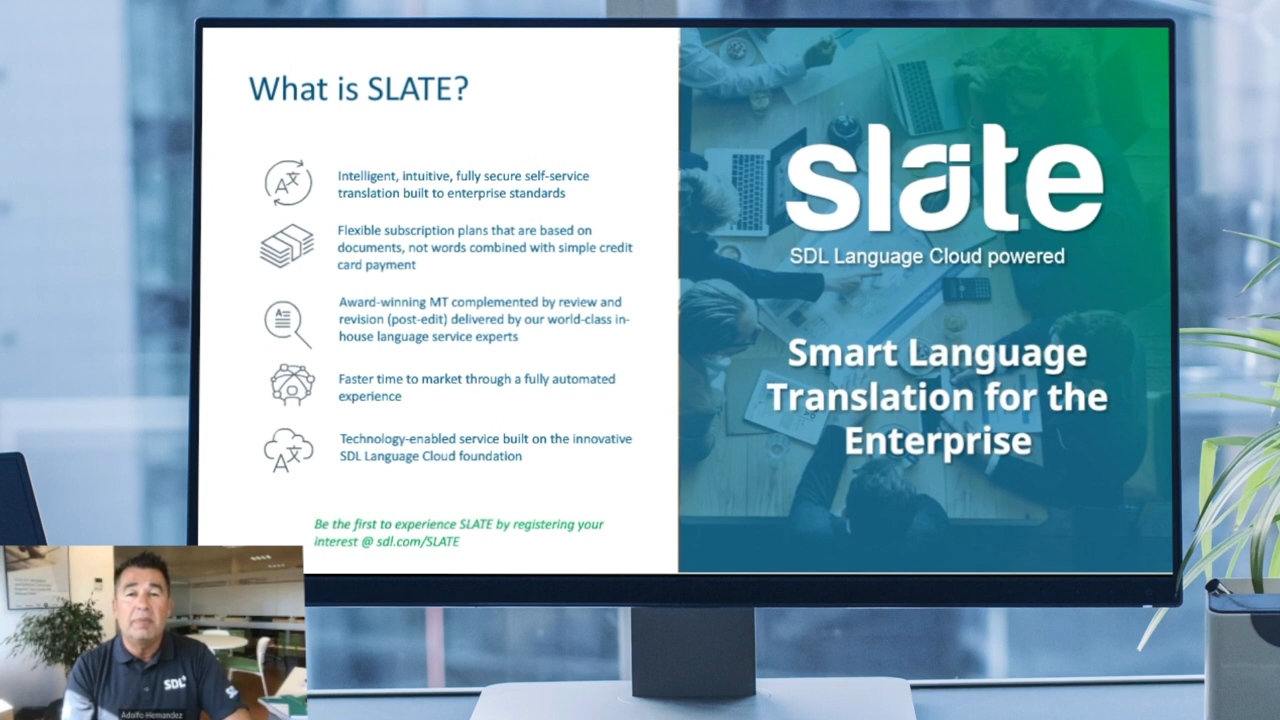 What is SLATE?
Intelligent, intuitive, fully secure self-service
translation built to enterprise standards
Flexible subscription plans that are based on
documents, not words combined with simple credit
card payment
Award-winning MT complemented by review and
revision (post-edit) delivered by our world-class in-
house language service experts
Faster time to market through a fully automated
experience
Technology-enabled service built on the innovative
SDL Language Cloud foundation
Be the first to experience SLATE by registering your
interest @ sdl.com/SLATE
slate
SDL Language Cloud powered
Smart Language
Translation for the
Enterprise
SDL
Adolfo Hernandez